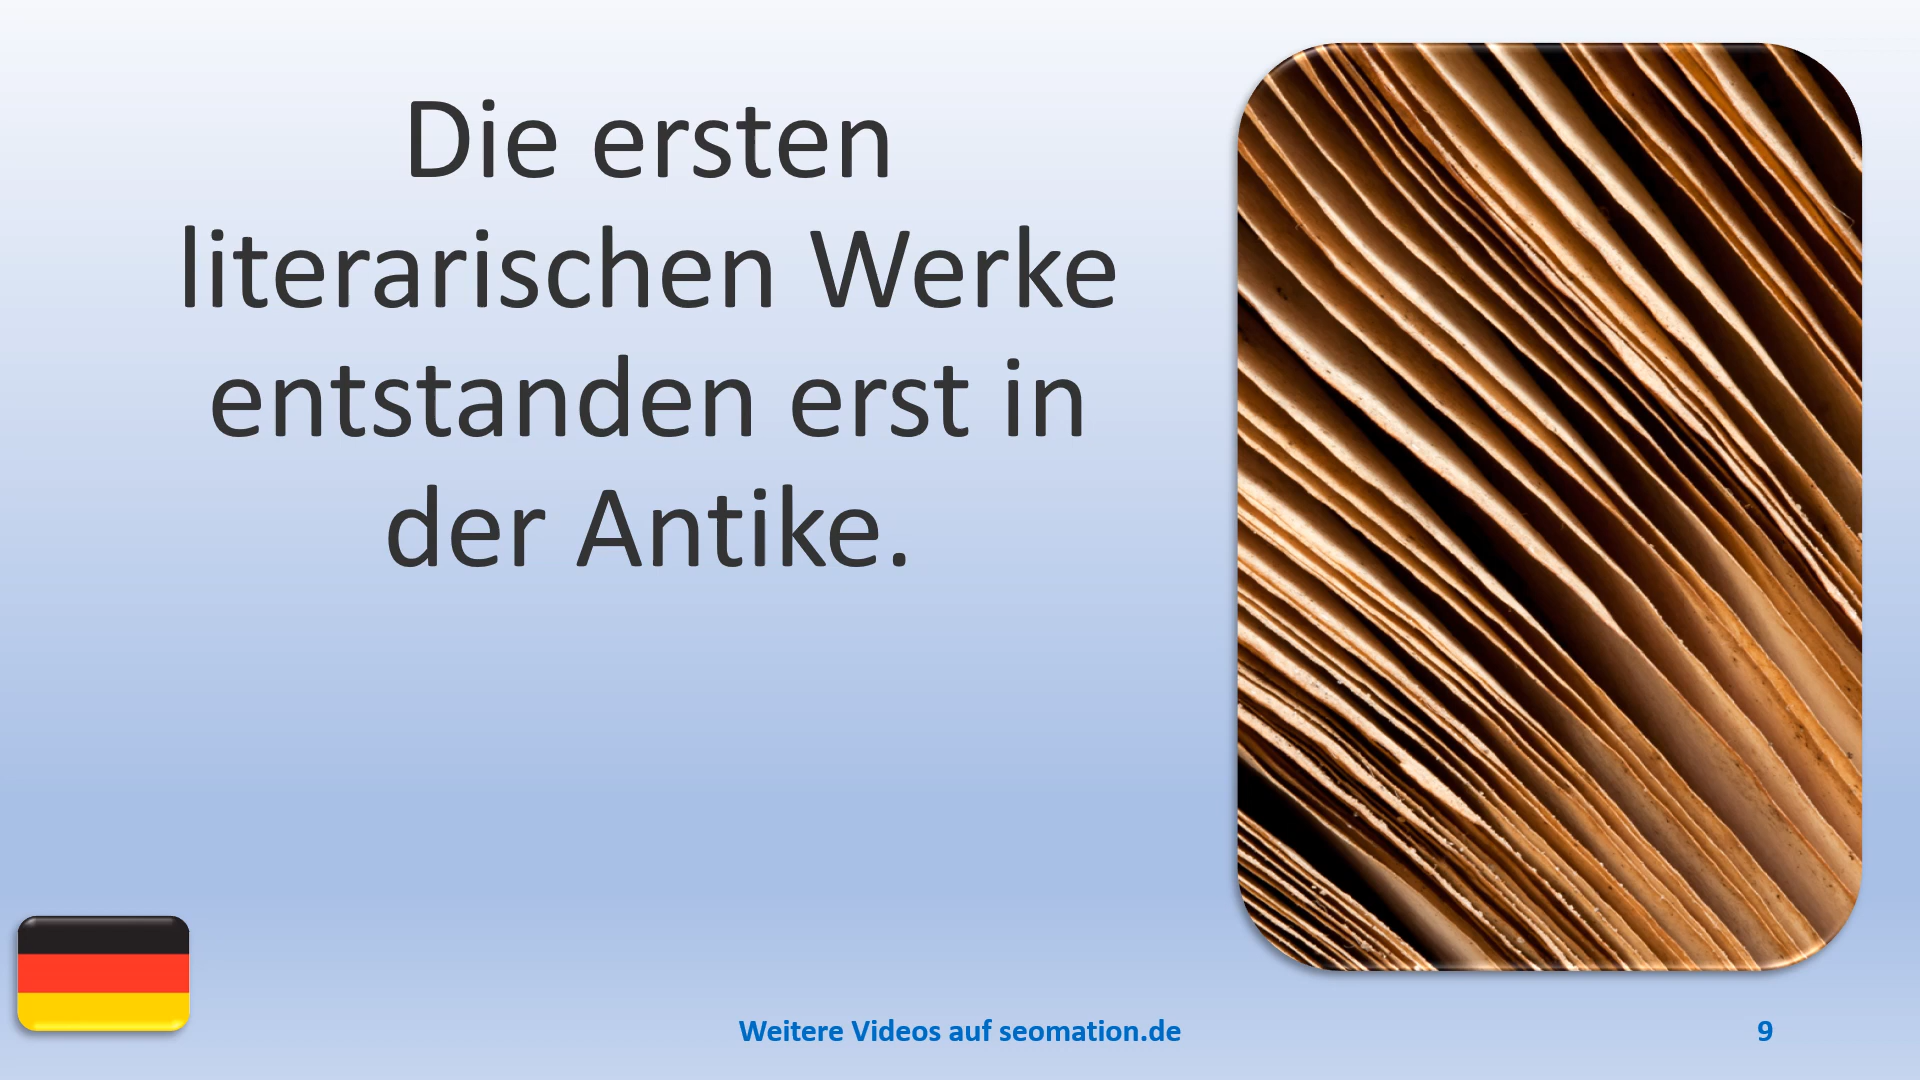 Die ersten
literarischen Werke
entstanden erst in
der Antike.
Weitere Videos auf seomation.de
9